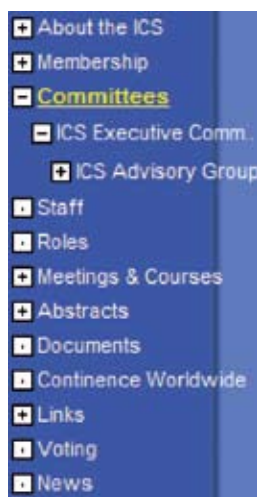 About the ICS
Membership
Committees
ICS Executive Comm..
ICS Advisory Group
Staff
Roles
Meetings & Courses
Abstracts
Documents
Continence Worldwide
Links
Voting
News